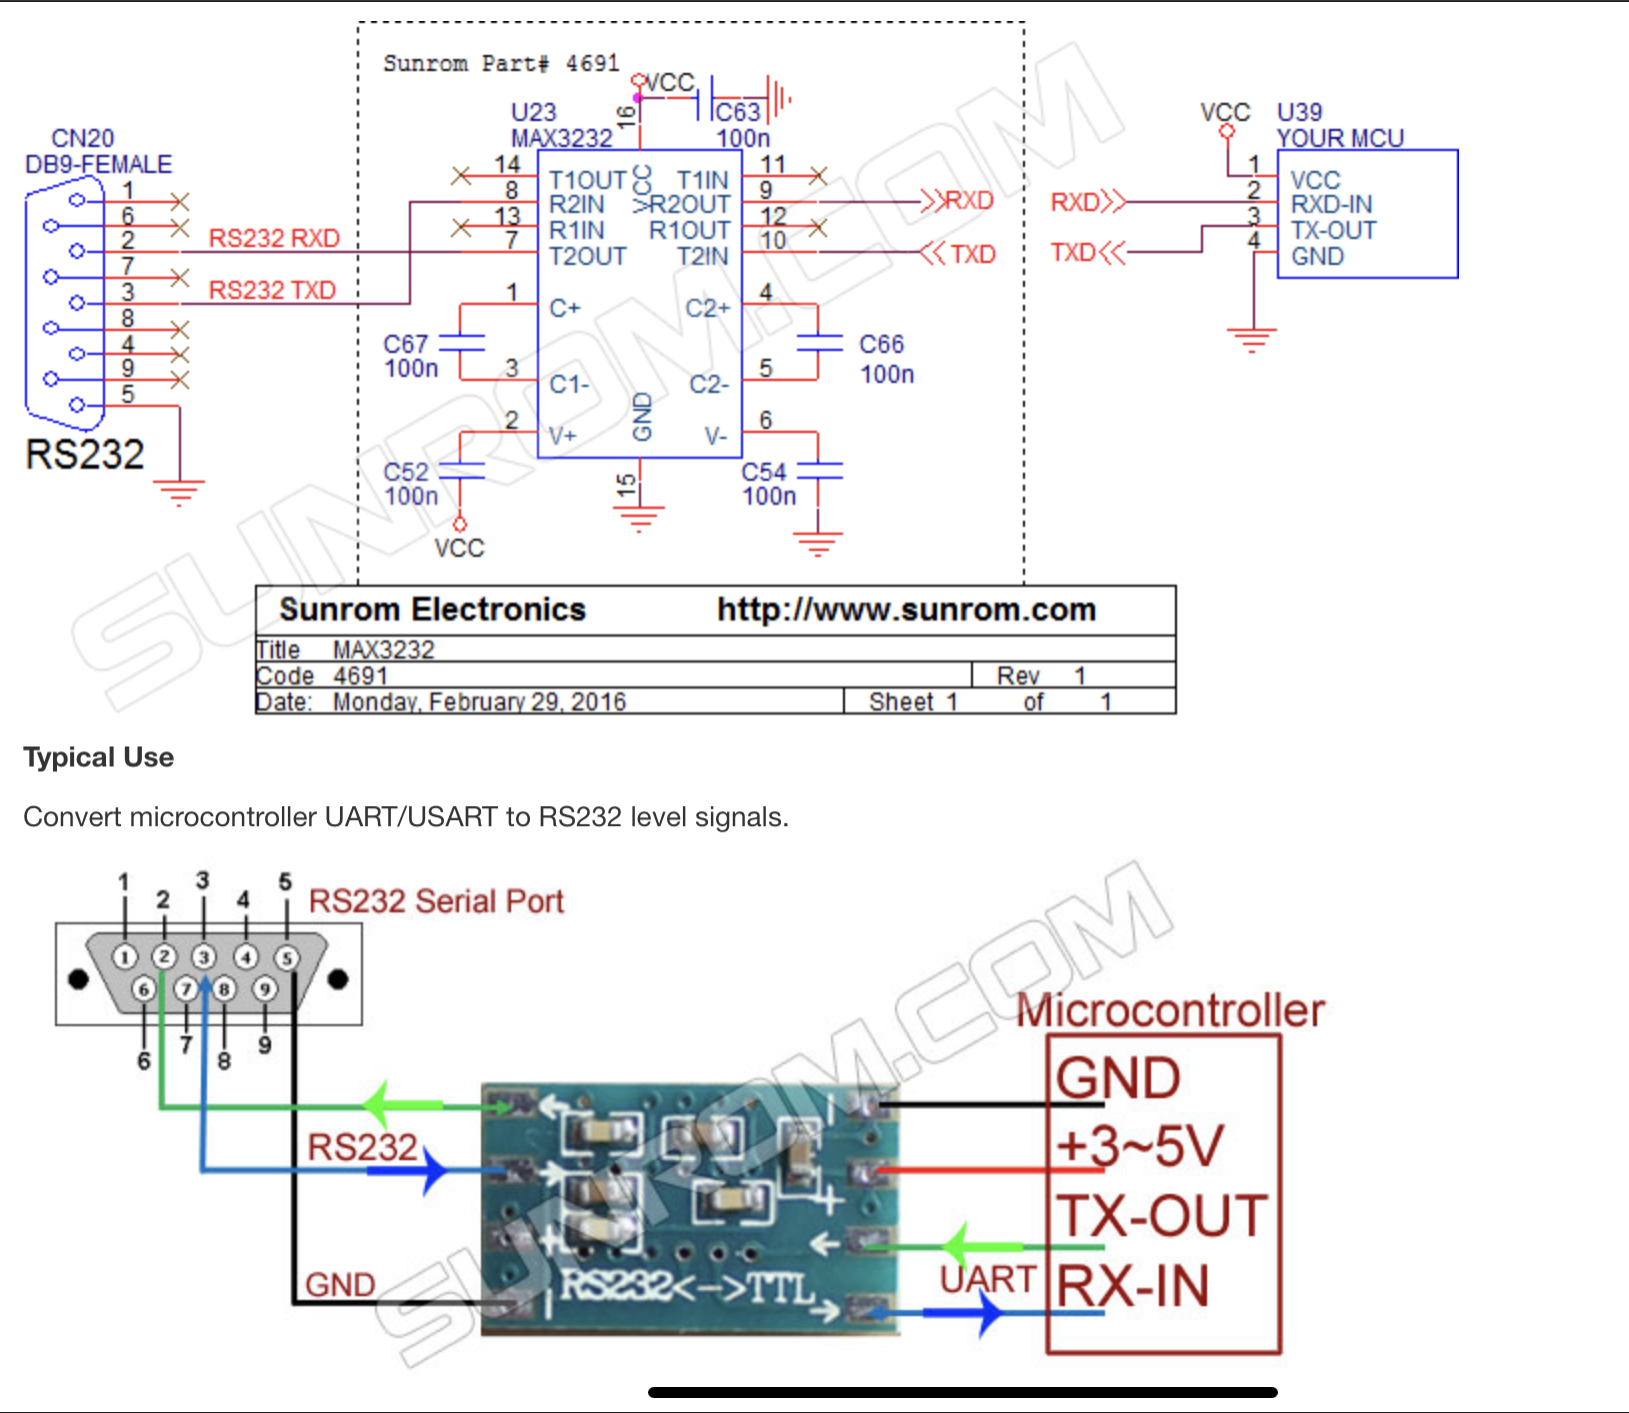 Sunrom Part# 4691
VCC
C63
100n
16
U23
MAX3232
CN20
DB9-FEMALE
1
6
2
7
3
8
4
9
5
RS232
RS232 RXD
RS232 TXD
14
8
13
7
1
3
2
T1OUT
R2IN
R1IN
T2OUT
C+
C1-
V+
VCC
GND
T1IN
R2OUT
R1OUT
T2IN
C2+
C2-
V-
11
9
12
10
4
5
6
15
C67
100n
C52
100n
VCC
C66
100n
C54
100n
RXD
TXD
RXD
TXD
VCC
U39
YOUR MCU
1
2
3
4
VCC
RXD-IN
TX-OUT
GND
SUNROM.COM
Sunrom Electronics http://www.sunrom.com
Title MAX3232
Code 4691 Rev 1
Date: Monday, February 29, 2016 Sheet 1 of 1
Typical Use
Convert microcontroller UART/USART to RS232 level signals.
1 2 3 4 5
RS232 Serial Port
1 2 3 4 5
6 7 8 9
6 7 8 9
RS232
GND
RS232<->TTL
+
-
+
-
UART
Microcontroller
GND
+3~5V
TX-OUT
RX-IN
SUNROM.COM